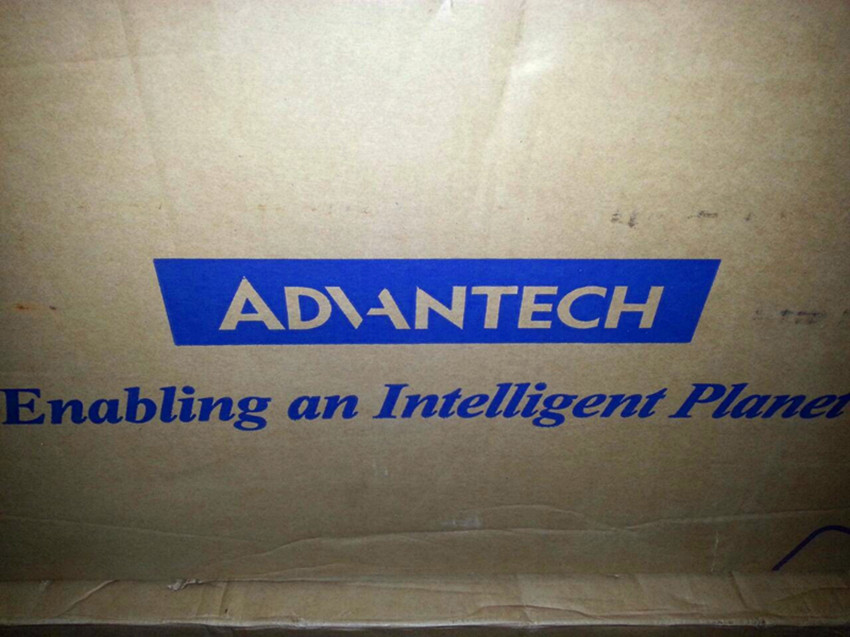 ADVANTECH
Enabling an Intelligent Planet